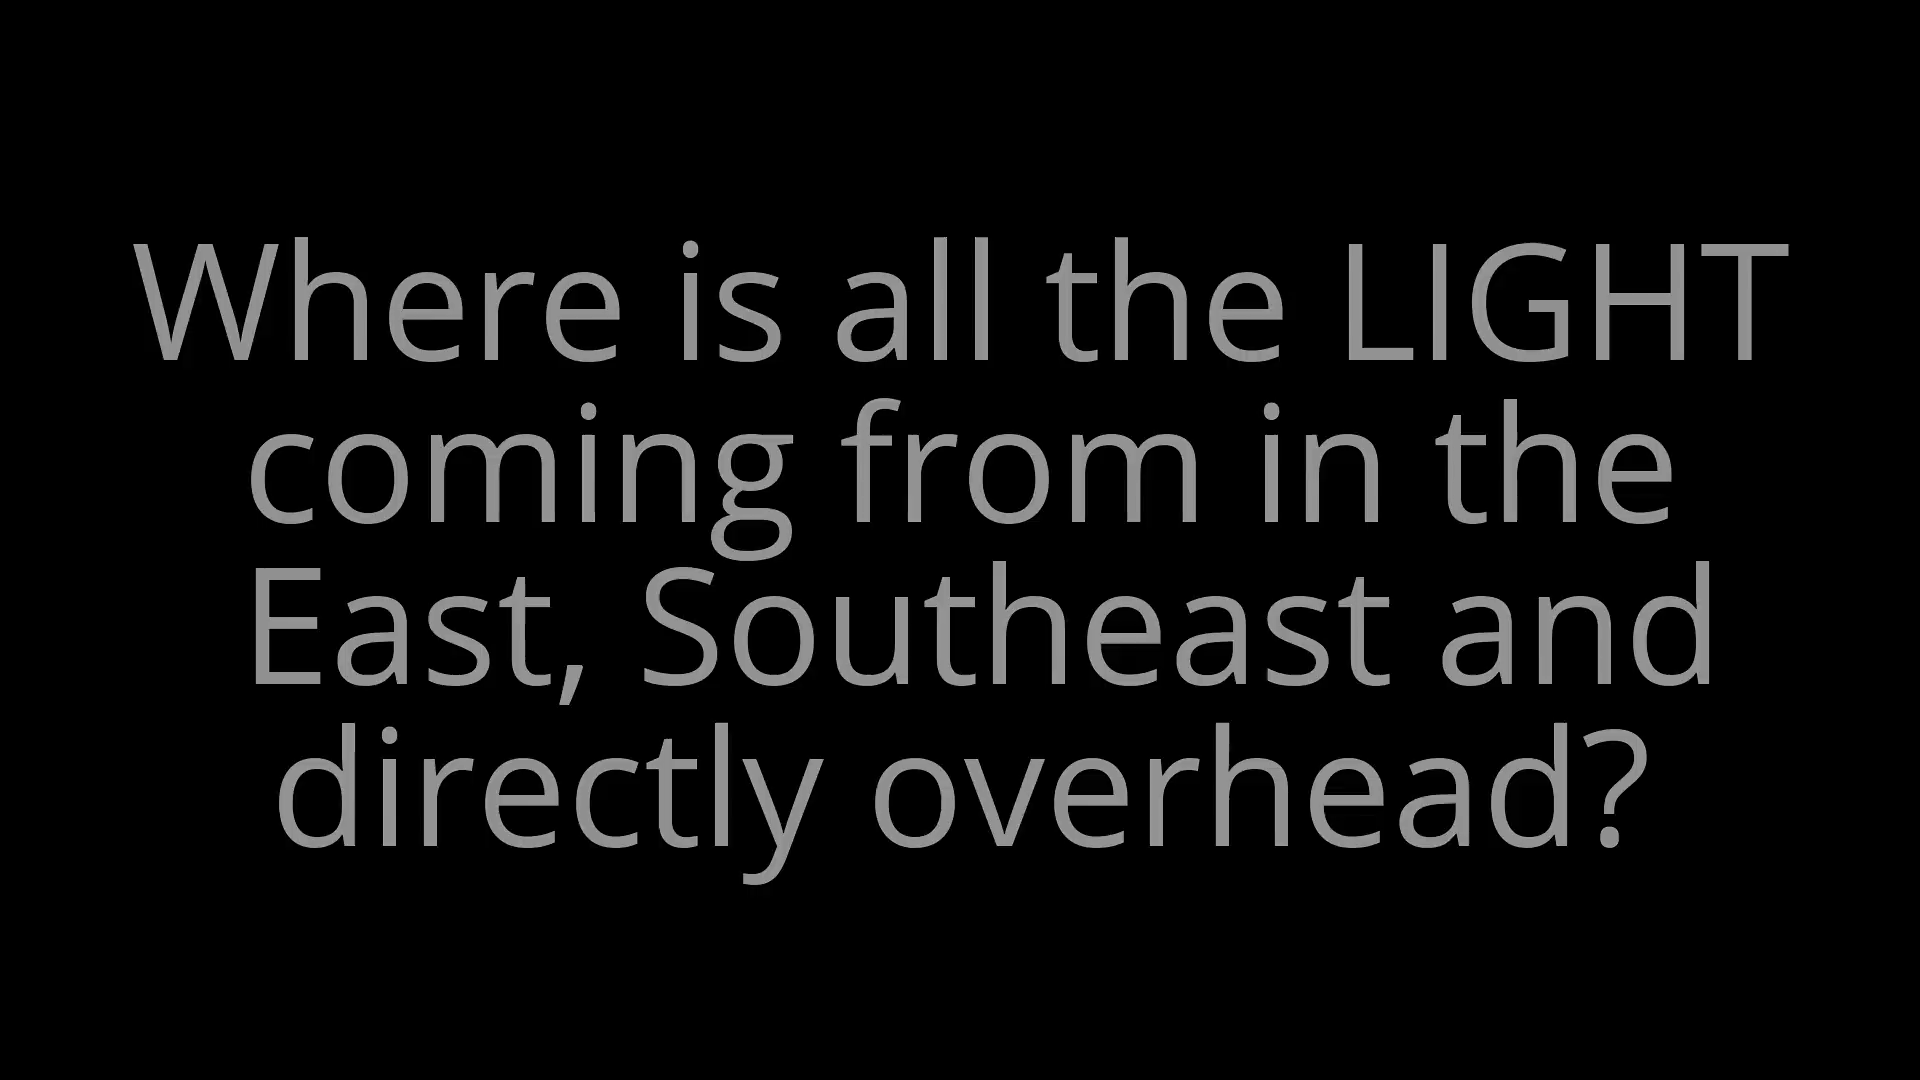 Where is all the LIGHT
coming from in the
East, Southeast and
directly overhead?